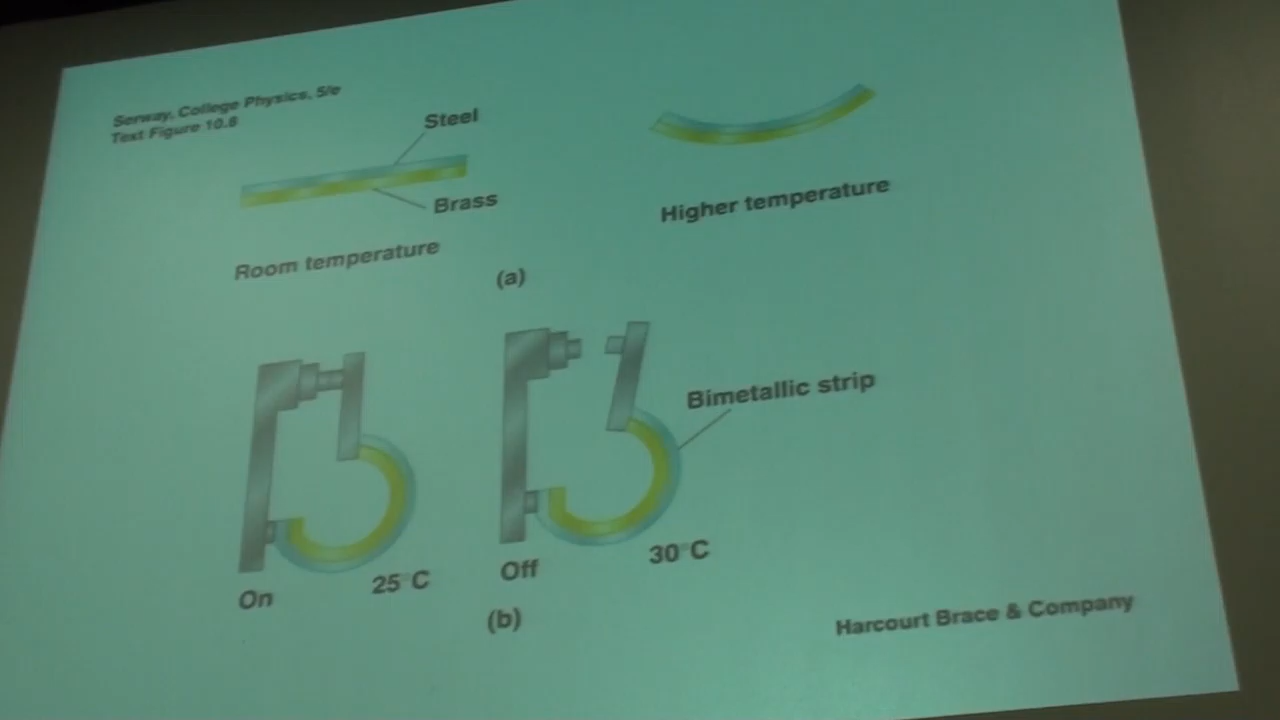 Serway, College Physics, 5/e
Text Figure 10.8
Steel
Brass
Room temperature
Higher temperature
(a)
Bimetallic strip
On
25°C
Off
30°C
(b)
Harcourt Brace & Company